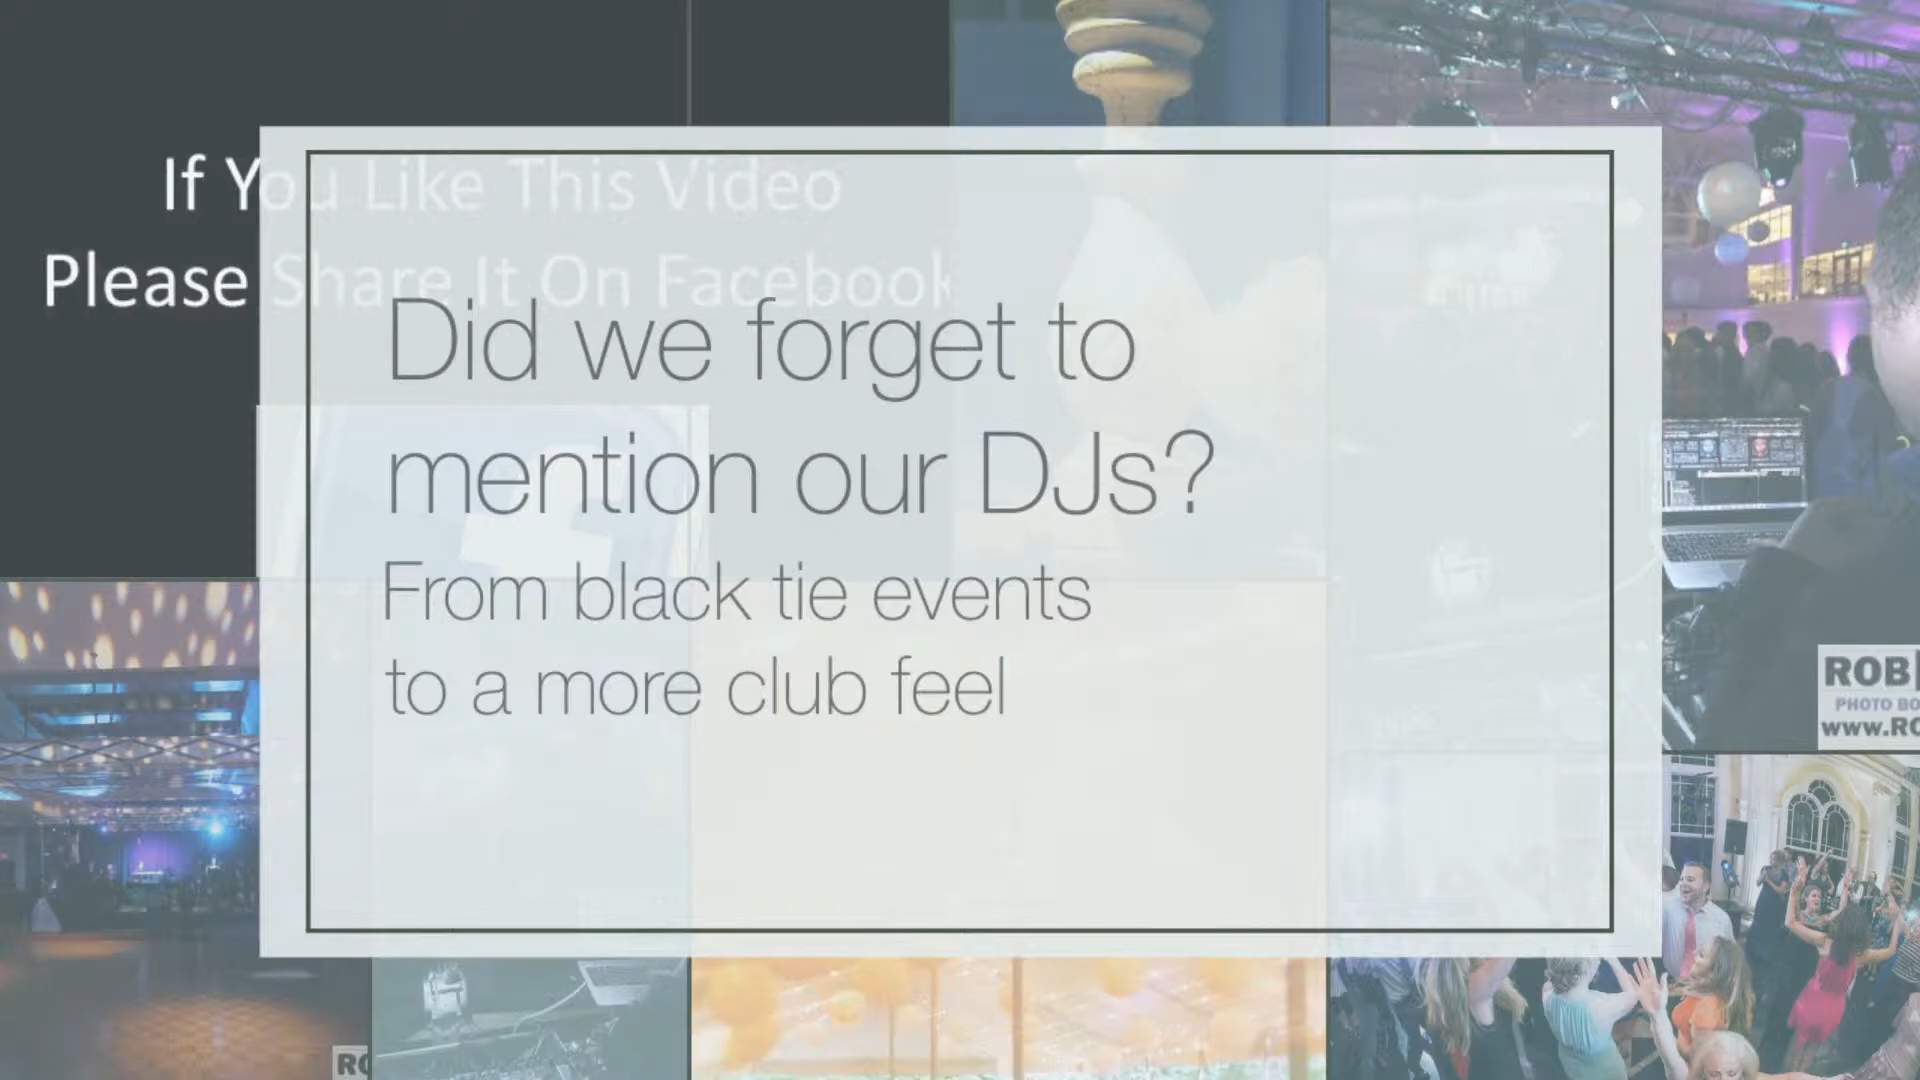 If You Like This Video
Please Share It On Facebook
Did we forget to
mention our DJs?
From black tie events
to a more club feel
ROB
PHOTO BO
www.RO
RO